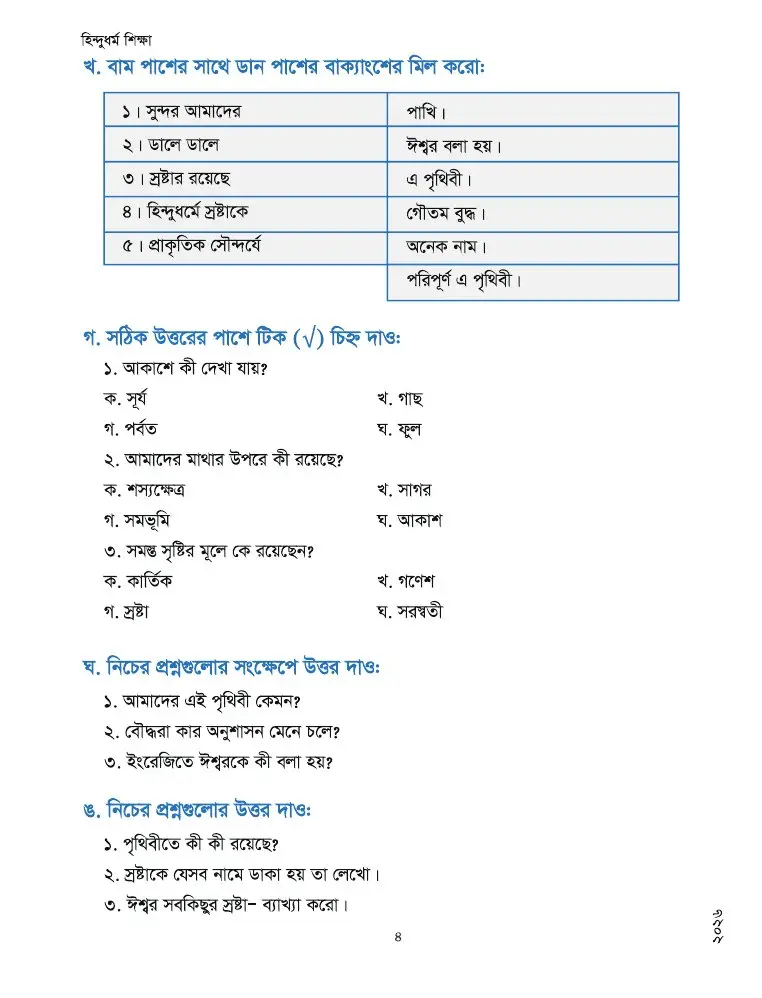 হিন্দুধর্ম শিক্ষা
খ. বাম পাশের সাথে ডান পাশের বাক্যাংশের মিল করো:
১। সুন্দর আমাদের পাখি।
২। ডালে ডালে ঈশ্বর বলা হয়।
৩। স্রষ্টার রয়েছে এ পৃথিবী।
৪। হিন্দুধর্মে স্রষ্টাকে গৌতম বুদ্ধ।
৫। প্রাকৃতিক সৌন্দর্যে অনেক নাম।
পরিপূর্ণ এ পৃথিবী।
গ. সঠিক উত্তরের পাশে টিক (√) চিহ্ন দাও:
১. আকাশে কী দেখা যায়?
ক. সূর্য খ. গাছ
গ. পর্বত ঘ. ফুল
২. আমাদের মাথার উপরে কী রয়েছে?
ক. শস্যক্ষেত্র খ. সাগর
গ. সমভূমি ঘ. আকাশ
৩. সমস্ত সৃষ্টির মূলে কে রয়েছেন?
ক. কার্তিক খ. গণেশ
গ. স্রষ্টা ঘ. সরস্বতী
ঘ. নিচের প্রশ্নগুলোর সংক্ষেপে উত্তর দাও:
১. আমাদের এই পৃথিবী কেমন?
২. বৌদ্ধরা কার অনুশাসন মেনে চলে?
৩. ইংরেজিতে ঈশ্বরকে কী বলা হয়?
ঙ. নিচের প্রশ্নগুলোর উত্তর দাও:
১. পৃথিবীতে কী কী রয়েছে?
২. স্রষ্টাকে যেসব নামে ডাকা হয় তা লেখো।
৩. ঈশ্বর সবকিছুর স্রষ্টা– ব্যাখ্যা করো।
৪
২০২৬